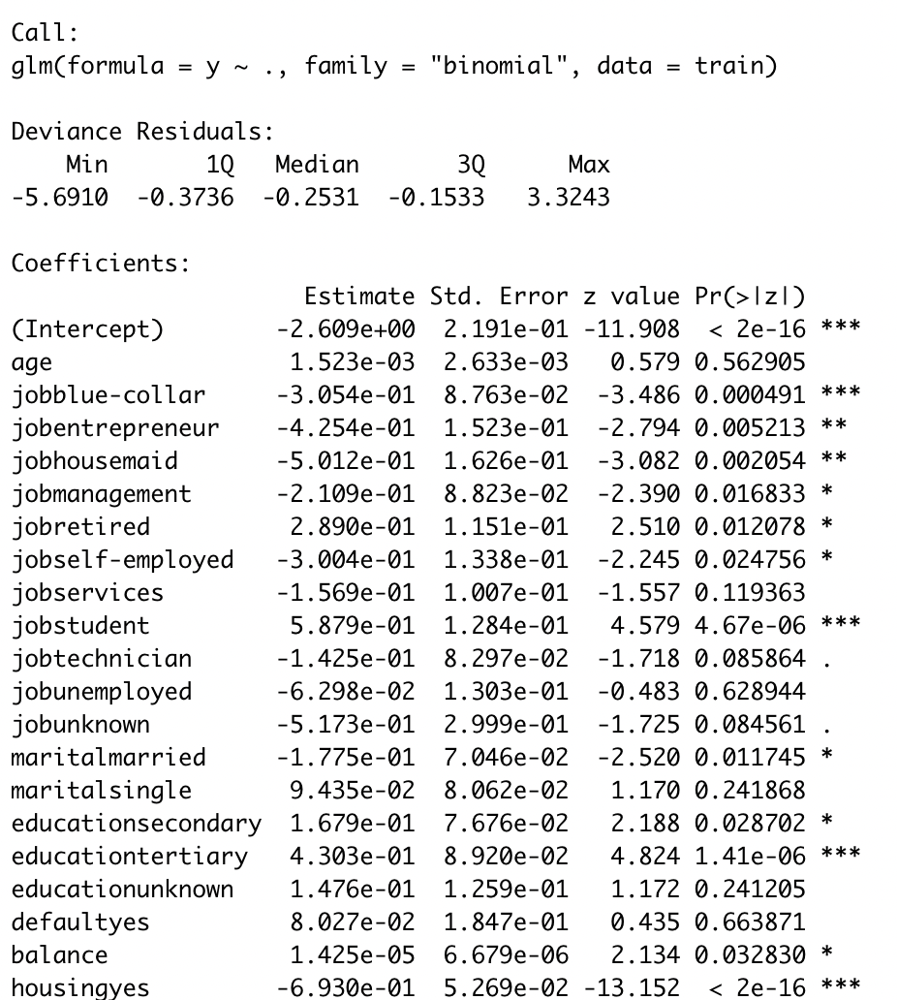 Call:
glm(formula = y ~ ., family = "binomial", data = train)
Deviance Residuals:
    Min       1Q   Median       3Q      Max
-5.6910  -0.3736  -0.2531  -0.1533   3.3243
Coefficients:
                     Estimate Std. Error z value Pr(>|z|)
(Intercept)        -2.609e+00  2.191e-01 -11.908  < 2e-16 ***
age                 1.523e-03  2.633e-03   0.579 0.562905
jobblue-collar     -3.054e-01  8.763e-02  -3.486 0.000491 ***
jobentrepreneur    -4.254e-01  1.523e-01  -2.794 0.005213 **
jobhousemaid       -5.012e-01  1.626e-01  -3.082 0.002054 **
jobmanagement      -2.109e-01  8.823e-02  -2.390 0.016833 *
jobretired          2.890e-01  1.151e-01   2.510 0.012078 *
jobself-employed   -3.004e-01  1.338e-01  -2.245 0.024756 *
jobservices        -1.569e-01  1.007e-01  -1.557 0.119363
jobstudent          5.879e-01  1.284e-01   4.579 4.67e-06 ***
jobtechnician      -1.425e-01  8.297e-02  -1.718 0.085864 .
jobunemployed      -6.298e-02  1.303e-01  -0.483 0.628944
jobunknown         -5.173e-01  2.999e-01  -1.725 0.084561 .
maritalmarried     -1.775e-01  7.046e-02  -2.520 0.011745 *
maritalsingle       9.435e-02  8.062e-02   1.170 0.241868
educationsecondary  1.679e-01  7.676e-02   2.188 0.028702 *
educationtertiary   4.303e-01  8.920e-02   4.824 1.41e-06 ***
educationunknown    1.476e-01  1.259e-01   1.172 0.241205
defaultyes          8.027e-02  1.847e-01   0.435 0.663871
balance             1.425e-05  6.679e-06   2.134 0.032830 *
housingyes         -6.930e-01  5.269e-02 -13.152  < 2e-16 ***